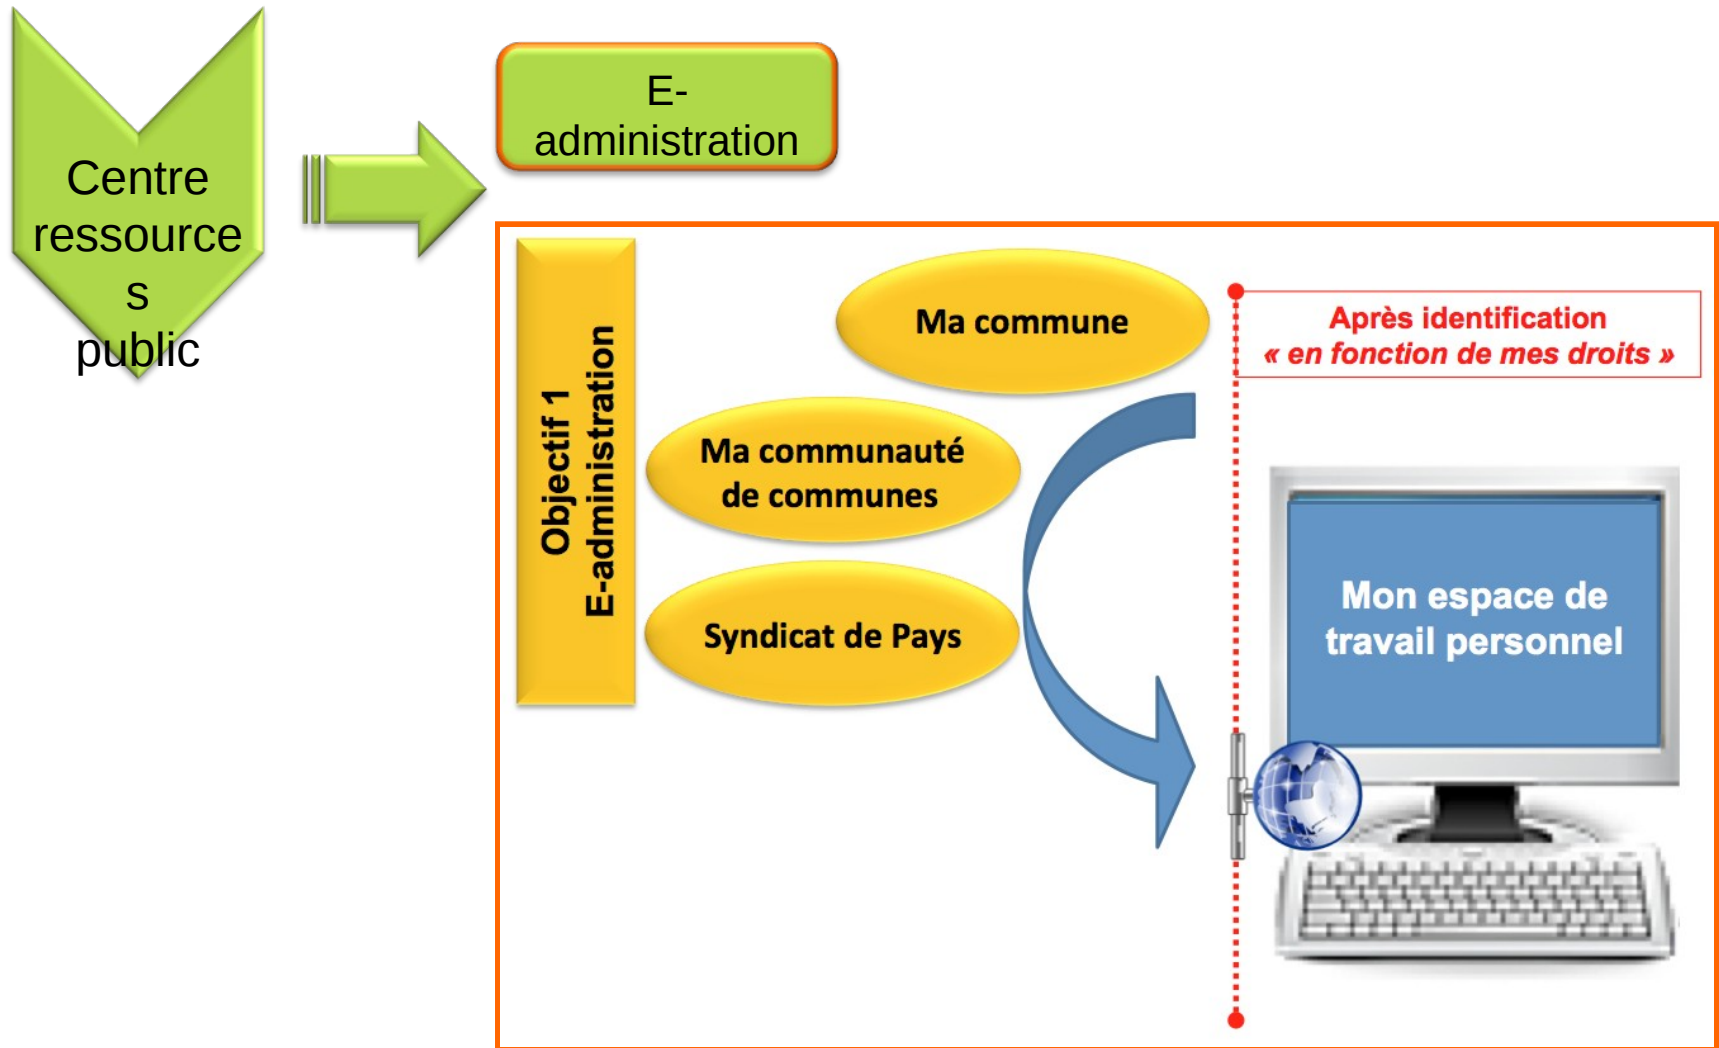 Centre
ressource
s
public
E-
administration
Objectif 1
E-administration
Ma commune
Ma communauté
de communes
Syndicat de Pays
Après identification
« en fonction de mes droits »
Mon espace de
travail personnel